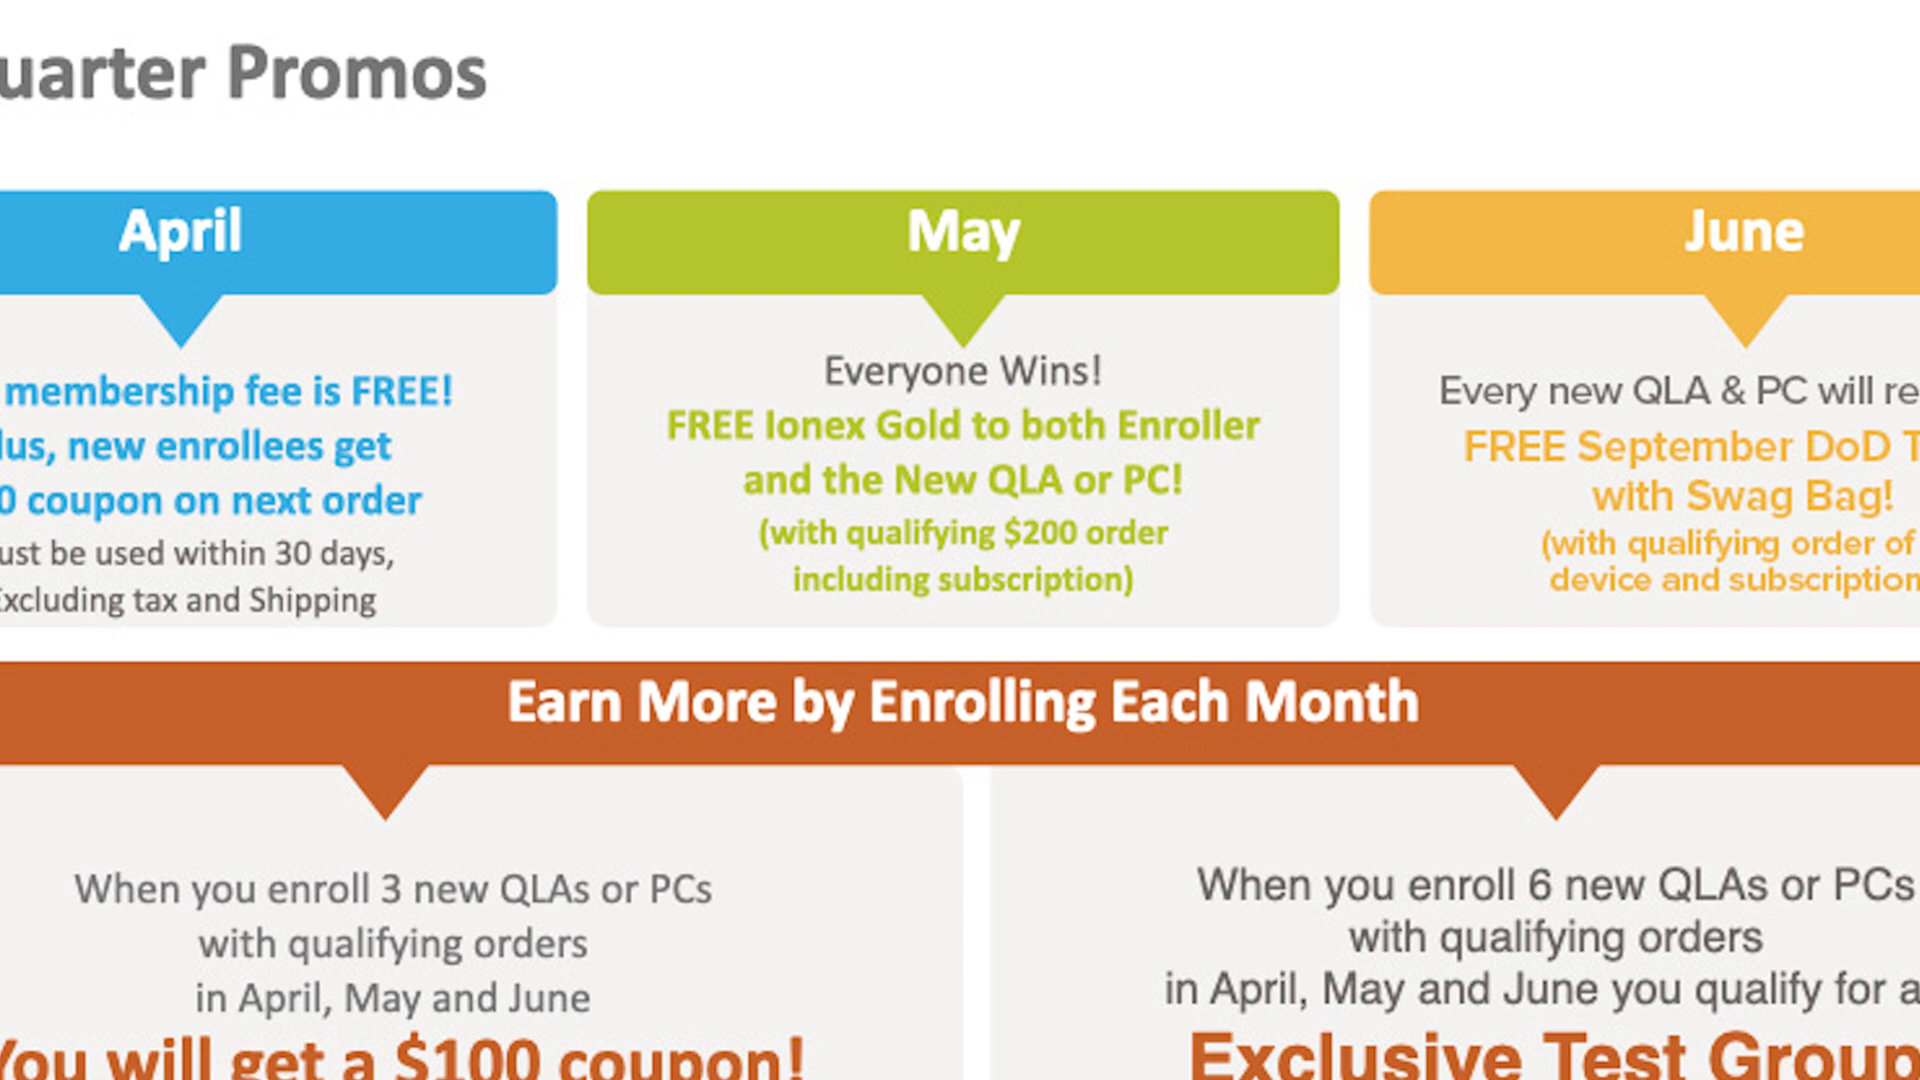 uarter Promos
April
May
June
membership fee is FREE!
lus, new enrollees get
0 coupon on next order
ust be used within 30 days,
Excluding tax and Shipping
Everyone Wins!
FREE Ionex Gold to both Enroller
and the New QLA or PC!
(with qualifying $200 order
including subscription)
Every new QLA & PC will re
FREE September DoD T
with Swag Bag!
(with qualifying order of
device and subscription
Earn More by Enrolling Each Month
When you enroll 3 new QLAs or PCs
with qualifying orders
in April, May and June
You will get a $100 coupon!
When you enroll 6 new QLAs or PCs
with qualifying orders
in April, May and June you qualify for a
Exclusive Test Group